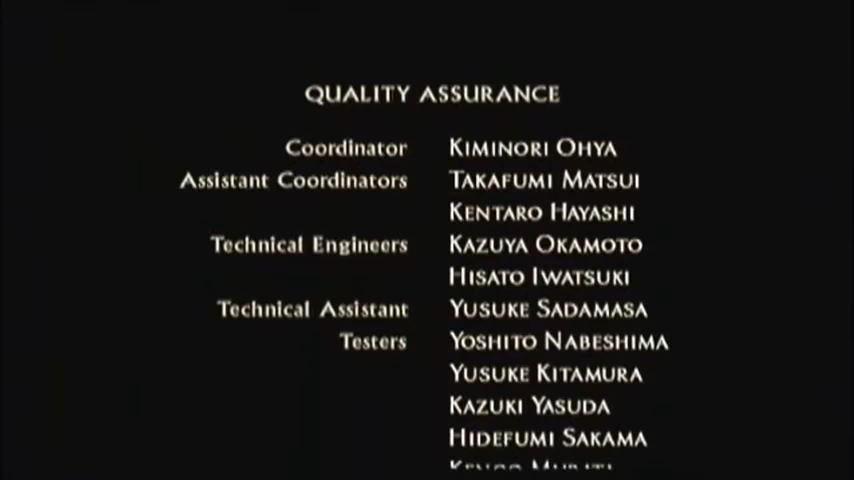 QUALITY ASSURANCE
Coordinator KIMINORI OHYA
Assistant Coordinators TAKAFUMI MATSUI
KENTARO HAYASHI
Technical Engineers KAZUYA OKAMOTO
HISATO IWATSUKI
Technical Assistant YUSUKE SADAMASA
Testers YOSHITO NABESHIMA
YUSUKE KITAMURA
KAZUKI YASUDA
HIDEFUMI SAKAMA